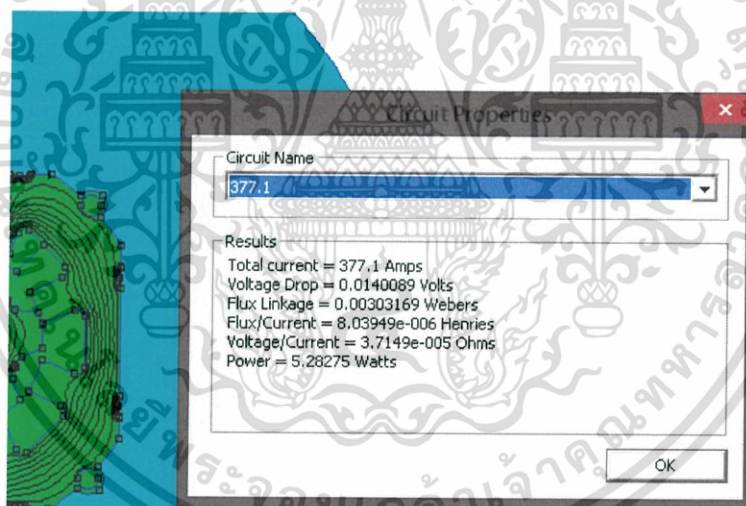 Circuit Properties
Circuit Name
377.1
Results
Total current = 377.1 Amps
Voltage Drop = 0.0140089 Volts
Flux Linkage = 0.00303169 Webers
Flux/Current = 8.03949e-006 Henries
Voltage/Current = 3.7149e-005 Ohms
Power = 5.28275 Watts
OK